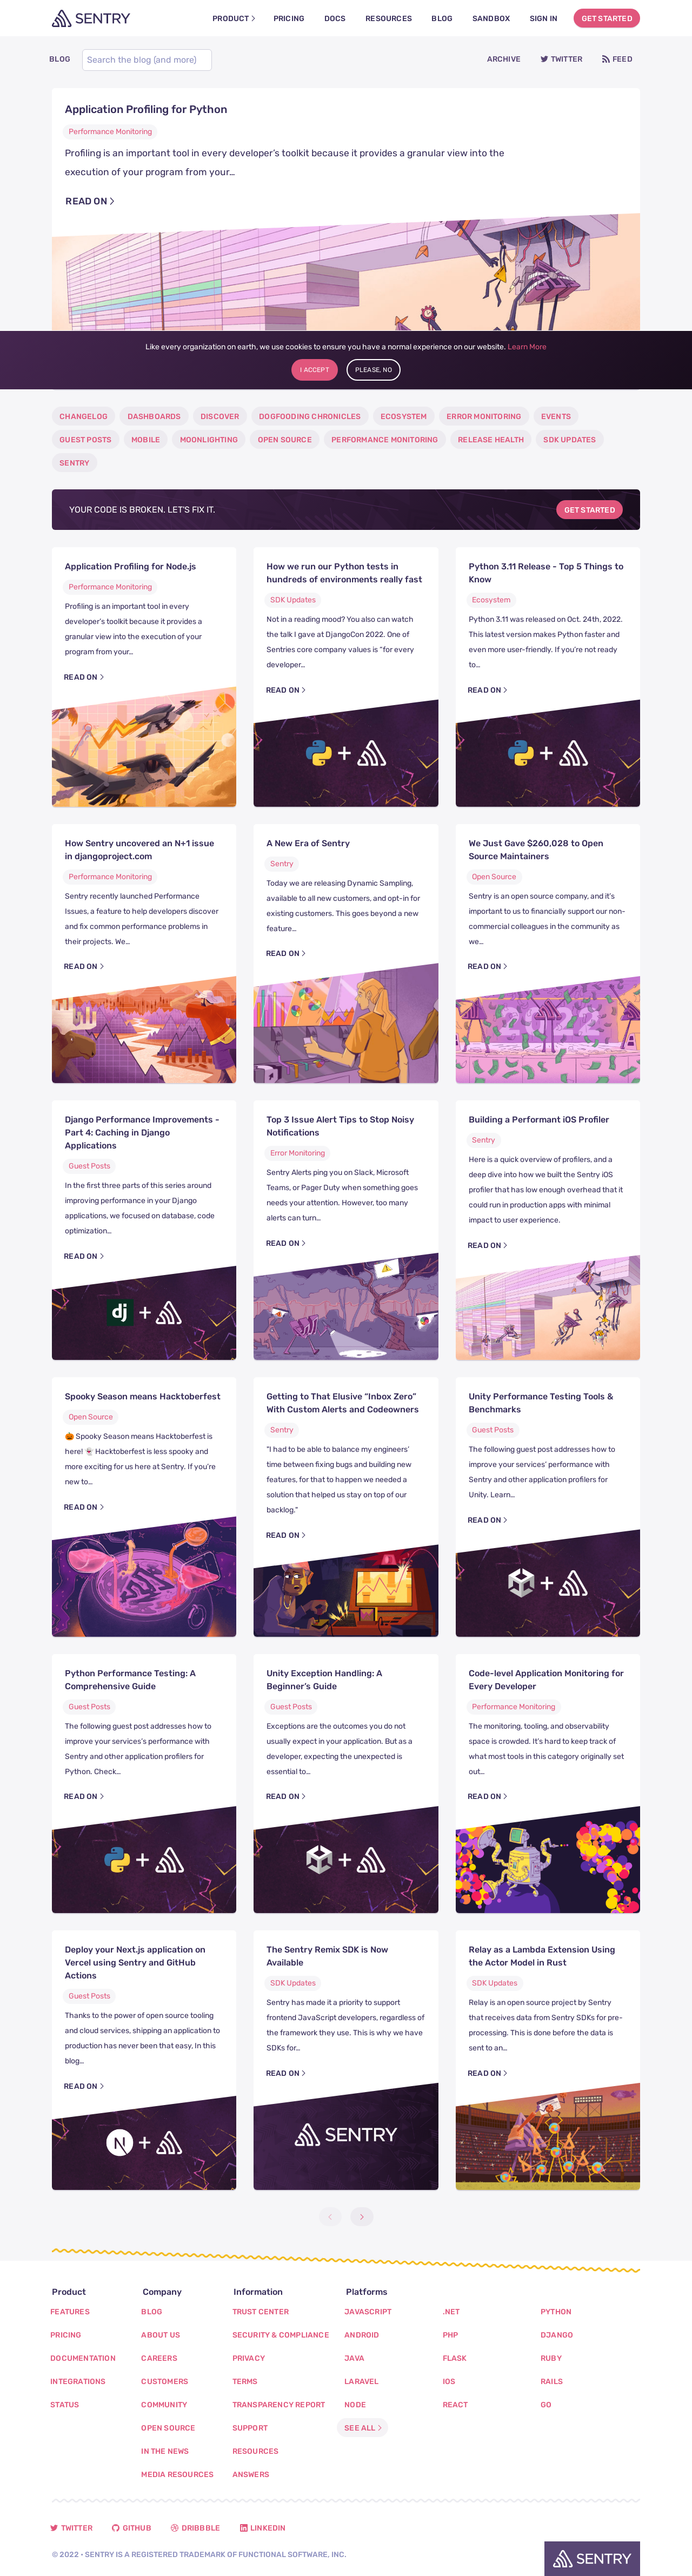 SENTRY
PRODUCT
PRICING
DOCS
RESOURCES
BLOG
SANDBOX
SIGN IN
GET STARTED
BLOG
Search the blog (and more)
ARCHIVE
TWITTER
FEED
Application Profiling for Python
Performance Monitoring
Profiling is an important tool in every developer's toolkit because it provides a granular view into the
execution of your program from your…
READ ON
Like every organization on earth, we use cookies to ensure you have a normal experience on our website. Learn More
I ACCEPT
PLEASE, NO
CHANGELOG
DASHBOARDS
DISCOVER
DOGFOODING CHRONICLES
ECOSYSTEM
ERROR MONITORING
EVENTS
GUEST POSTS
MOBILE
MOONLIGHTING
OPEN SOURCE
PERFORMANCE MONITORING
RELEASE HEALTH
SDK UPDATES
SENTRY
YOUR CODE IS BROKEN. LET'S FIX IT.
GET STARTED
Application Profiling for Node.js
Performance Monitoring
Profiling is an important tool in every
developer's toolkit because it provides a
granular view into the execution of your
program from your…
READ ON
How we run our Python tests in
hundreds of environments really fast
SDK Updates
Not in a reading mood? You also can watch
the talk I gave at DjangoCon 2022. One of
Sentries core company values is "for every
developer…
READ ON
Python 3.11 Release - Top 5 Things to
Know
Ecosystem
Python 3.11 was released on Oct. 24th, 2022.
This latest version makes Python faster and
even more user-friendly. If you're not ready
to…
READ ON
How Sentry uncovered an N+1 issue
in djangoproject.com
Performance Monitoring
Sentry recently launched Performance
Issues, a feature to help developers discover
and fix common performance problems in
their projects. We…
READ ON
A New Era of Sentry
Sentry
Today we are releasing Dynamic Sampling,
available to all new customers, and opt-in for
existing customers. This goes beyond a new
feature…
READ ON
We Just Gave $260,028 to Open
Source Maintainers
Open Source
Sentry is an open source company, and it's
important to us to financially support our non-
commercial colleagues in the community as
we…
READ ON
2022
Django Performance Improvements -
Part 4: Caching in Django
Applications
Guest Posts
In the first three parts of this series around
improving performance in your Django
applications, we focused on database, code
optimization…
READ ON
dj
Top 3 Issue Alert Tips to Stop Noisy
Notifications
Error Monitoring
Sentry Alerts ping you on Slack, Microsoft
Teams, or Pager Duty when something goes
needs your attention. However, too many
alerts can turn…
READ ON
Building a Performant iOS Profiler
Sentry
Here is a quick overview of profilers, and a
deep dive into how we built the Sentry iOS
profiler that has low enough overhead that it
could run in production apps with minimal
impact to user experience.
READ ON
Spooky Season means Hacktoberfest
Open Source
🎃 Spooky Season means Hacktoberfest is
here! 👻 Hacktoberfest is less spooky and
more exciting for us here at Sentry. If you're
new to…
READ ON
Getting to That Elusive "Inbox Zero"
With Custom Alerts and Codeowners
Sentry
"I had to be able to balance my engineers'
time between fixing bugs and building new
features, for that to happen we needed a
solution that helped us stay on top of our
backlog."
READ ON
Unity Performance Testing Tools &
Benchmarks
Guest Posts
The following guest post addresses how to
improve your services' performance with
Sentry and other application profilers for
Unity. Learn…
READ ON
Python Performance Testing: A
Comprehensive Guide
Guest Posts
The following guest post addresses how to
improve your services's performance with
Sentry and other application profilers for
Python. Check…
READ ON
Unity Exception Handling: A
Beginner's Guide
Guest Posts
Exceptions are the outcomes you do not
usually expect in your application. But as a
developer, expecting the unexpected is
essential to…
READ ON
Code-level Application Monitoring for
Every Developer
Performance Monitoring
The monitoring, tooling, and observability
space is crowded. It's hard to keep track of
what most tools in this category originally set
out…
READ ON
Deploy your Next.js application on
Vercel using Sentry and GitHub
Actions
Guest Posts
Thanks to the power of open source tooling
and cloud services, shipping an application to
production has never been that easy, In this
blog…
READ ON
The Sentry Remix SDK is Now
Available
SDK Updates
Sentry has made it a priority to support
frontend JavaScript developers, regardless of
the framework they use. This is why we have
SDKs for…
READ ON
SENTRY
Relay as a Lambda Extension Using
the Actor Model in Rust
SDK Updates
Relay is an open source project by Sentry
that receives data from Sentry SDKs for pre-
processing. This is done before the data is
sent to an…
READ ON
Product
FEATURES
PRICING
DOCUMENTATION
INTEGRATIONS
STATUS
Company
BLOG
ABOUT US
CAREERS
CUSTOMERS
COMMUNITY
OPEN SOURCE
IN THE NEWS
MEDIA RESOURCES
Information
TRUST CENTER
SECURITY & COMPLIANCE
PRIVACY
TERMS
TRANSPARENCY REPORT
SUPPORT
RESOURCES
ANSWERS
Platforms
JAVASCRIPT
ANDROID
JAVA
LARAVEL
NODE
SEE ALL
.NET
PHP
FLASK
IOS
REACT
PYTHON
DJANGO
RUBY
RAILS
GO
TWITTER
GITHUB
DRIBBBLE
LINKEDIN
© 2022 • SENTRY IS A REGISTERED TRADEMARK OF FUNCTIONAL SOFTWARE, INC.
SENTRY